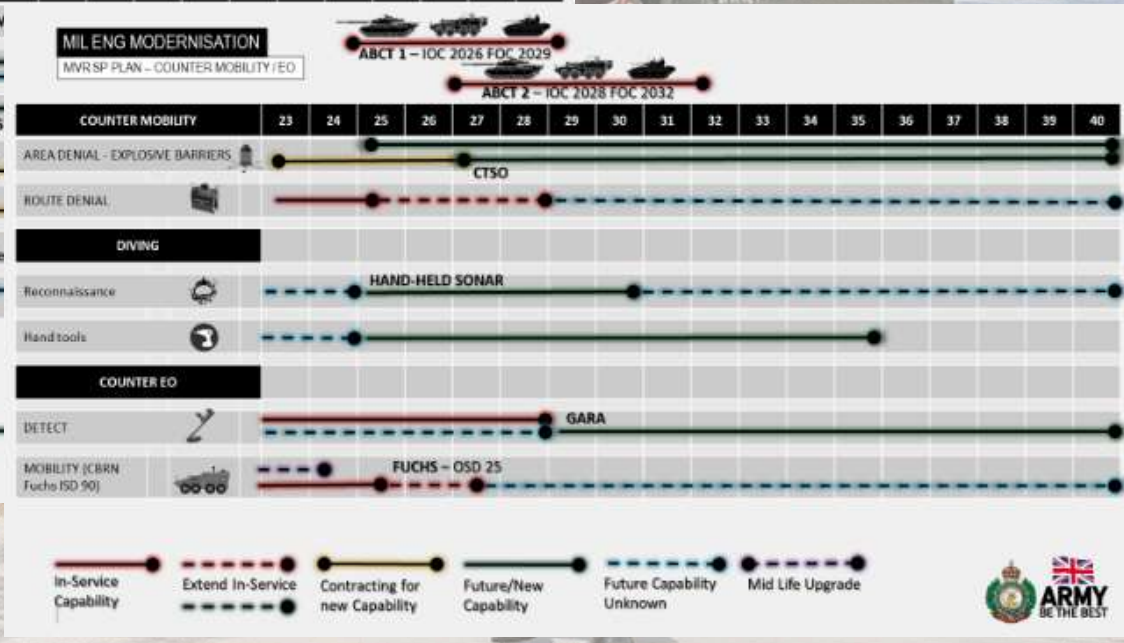 MIL ENG MODERNISATION
MVR SP PLAN – COUNTER MOBILITY / EO
ABCT 1 – IOC 2026 FOC 2029
ABCT 2 – IOC 2028 FOC 2032
COUNTER MOBILITY 23 24 25 26 27 28 29 30 31 32 33 34 35 36 37 38 39 40
AREA DENIAL - EXPLOSIVE BARRIERS
CTSO
ROUTE DENIAL
DIVING
Reconnaissance
HAND-HELD SONAR
Hand tools
COUNTER EO
DETECT
GARA
MOBILITY (CBRN
Fuchs ISD 90)
FUCHS – OSD 25
In-Service
Capability
Extend In-Service
Contracting for
new Capability
Future/New
Capability
Future Capability
Unknown
Mid Life Upgrade
ARMY
BE THE BEST